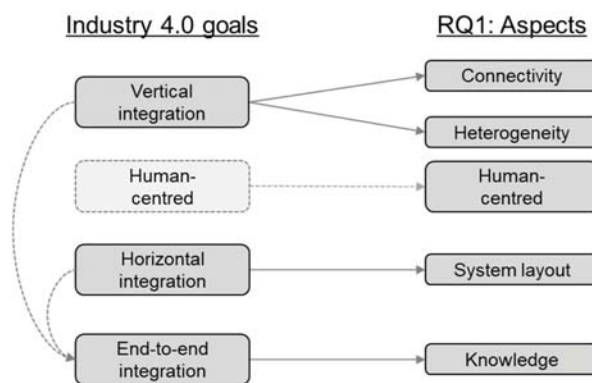 Industry 4.0 goals
RQ1: Aspects
Vertical
integration
Connectivity
Heterogeneity
Human-
centred
Human-
centred
Horizontal
integration
System layout
End-to-end
integration
Knowledge